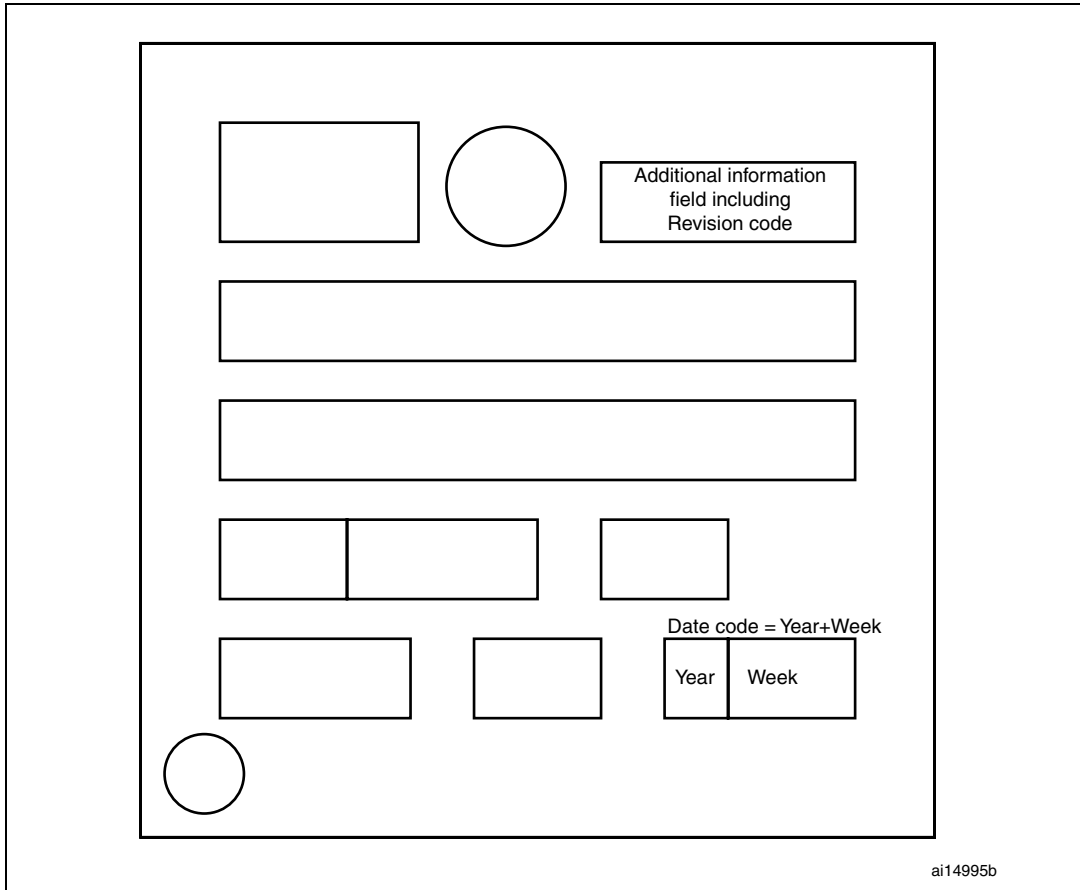 Additional information
field including
Revision code
Date code = Year+Week
Year Week
ai14995b